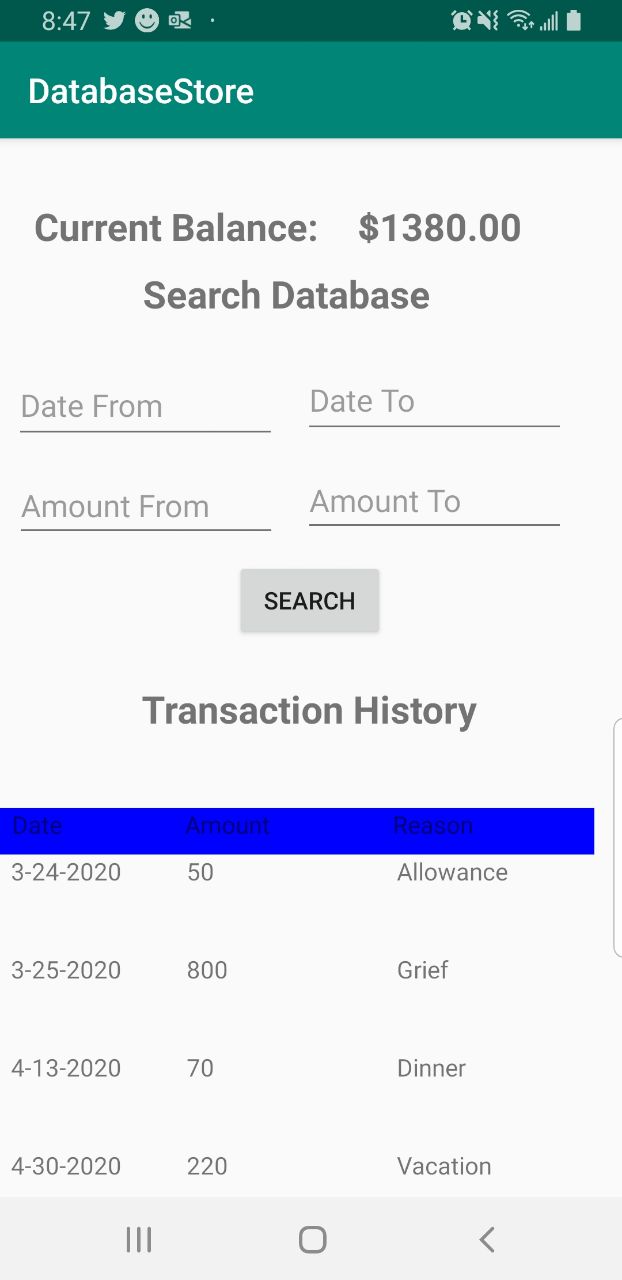 8:47
DatabaseStore
Current Balance: $1380.00
Search Database
Date From Date To
Amount From Amount To
SEARCH
Transaction History
Date Amount Reason
3-24-2020 50 Allowance
3-25-2020 800 Grief
4-13-2020 70 Dinner
4-30-2020 220 Vacation